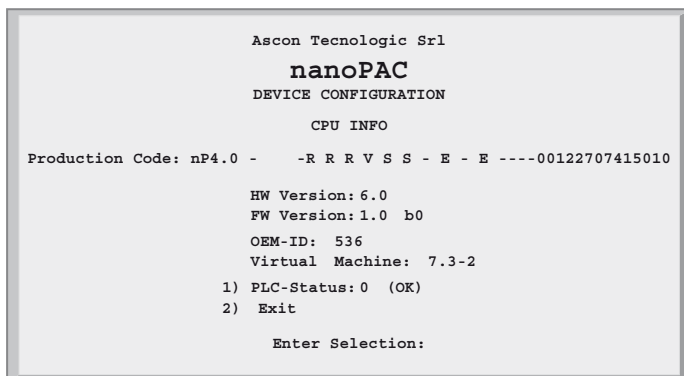 Ascon Tecnologic Srl
nanoPAC
DEVICE CONFIGURATION
CPU INFO
Production Code: nP4.0 - -R R R V S S - E - E ----00122707415010
HW Version: 6.0
FW Version: 1.0 b0
OEM-ID: 536
Virtual Machine: 7.3-2
1) PLC-Status: 0 (OK)
2) Exit
Enter Selection: